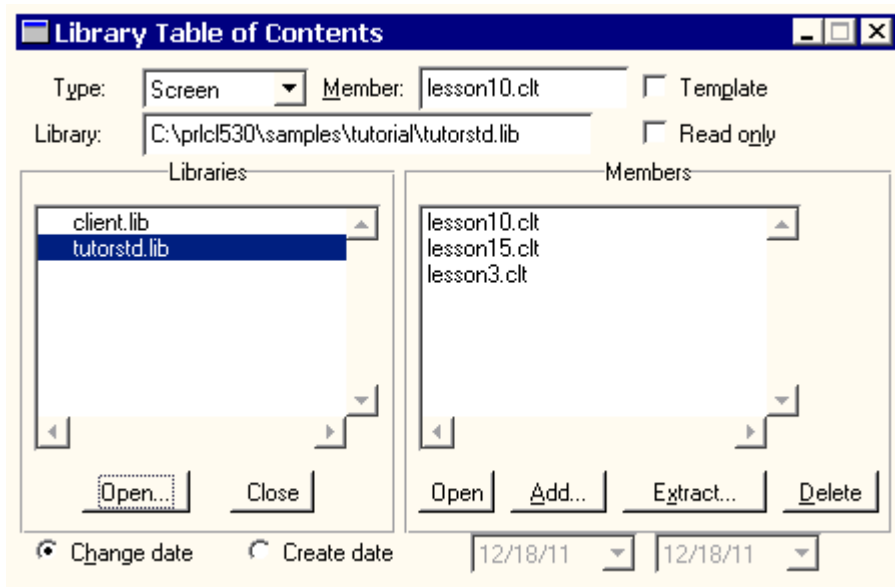 Library Table of Contents
Type: Screen Member: lesson10.clt Template
Library: C:\prlcl530\samples\tutorial\tutorstd.lib Read only
Libraries Members
client.lib lesson10.clt
tutorstd.lib lesson15.clt
lesson3.clt
Open... Close Open Add... Extract... Delete
Change date Create date 12/18/11 12/18/11